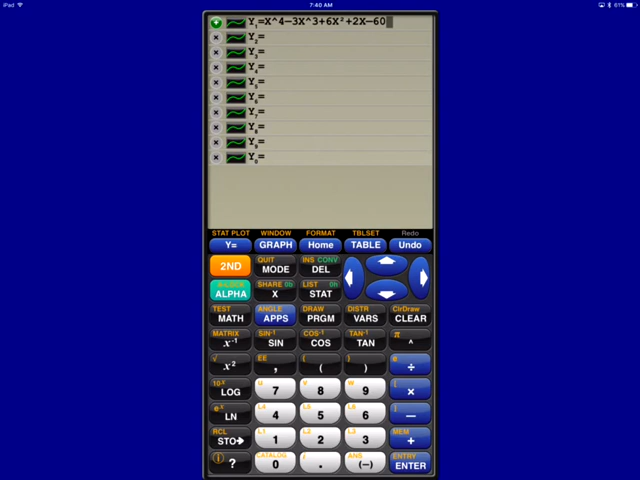 iPad 7:40 AM 61%
Y1=X^4−3X^3+6X²+2X−60
Y2=
Y3=
Y4=
Y5=
Y6=
Y7=
Y8=
Y9=
Y0=
STAT PLOT WINDOW FORMAT TBLSET Redo
Y= GRAPH Home TABLE Undo
QUIT INS CONV
2ND MODE DEL
SHARE 0b LIST 0h
ALPHA X STAT
TEST ANGLE DRAW DISTR ClrDraw
MATH APPS PRGM VARS CLEAR
MATRIX SIN-1 COS-1 TAN-1 π
x-1 SIN COS TAN ^
√ EE { } e
x² , ( ) ÷
10ˣ U V W [
LOG 7 8 9 ×
eˣ L4 L5 L6 ]
LN 4 5 6 —
RCL L1 L2 L3 MEM
STO→ 1 2 3 +
i CATALOG / ANS ENTRY
? 0 . (−) ENTER